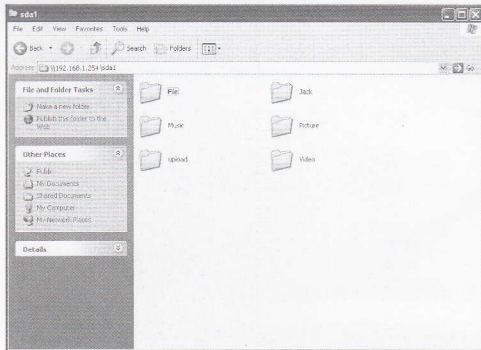 sda1
File Edit View Favorites Tools Help
Back Search Folders
Address \\192.168.1.254\sda1 Go
File and Folder Tasks
Make a new folder
Publish this folder to the
Web
Other Places
My Documents
Shared Documents
My Computer
My Network Places
Details
File Jack
Music Picture
upload Video